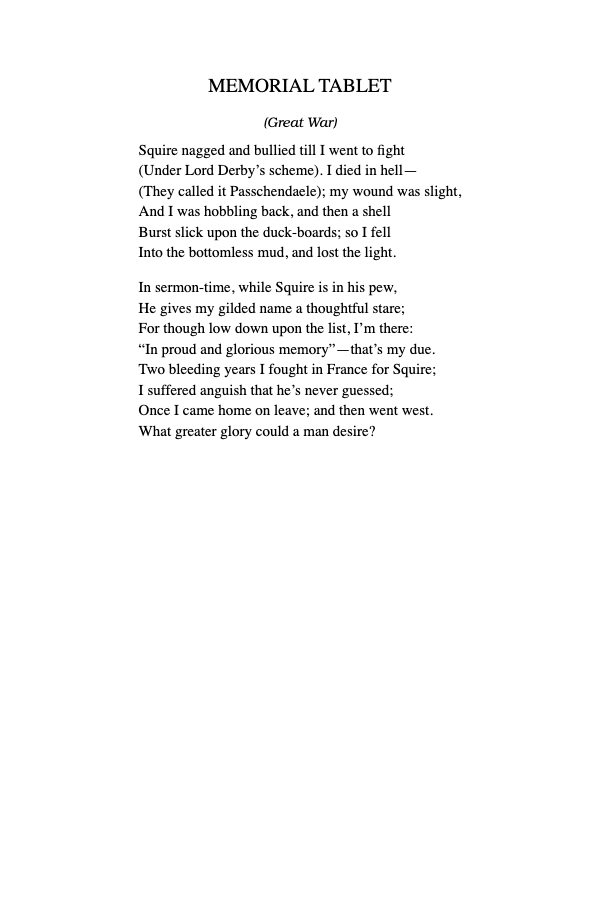 MEMORIAL TABLET
(Great War)
Squire nagged and bullied till I went to fight
(Under Lord Derby’s scheme). I died in hell—
(They called it Passchendaele); my wound was slight,
And I was hobbling back, and then a shell
Burst slick upon the duck-boards; so I fell
Into the bottomless mud, and lost the light.
In sermon-time, while Squire is in his pew,
He gives my gilded name a thoughtful stare;
For though low down upon the list, I’m there:
“In proud and glorious memory”—that’s my due.
Two bleeding years I fought in France for Squire;
I suffered anguish that he’s never guessed;
Once I came home on leave; and then went west.
What greater glory could a man desire?